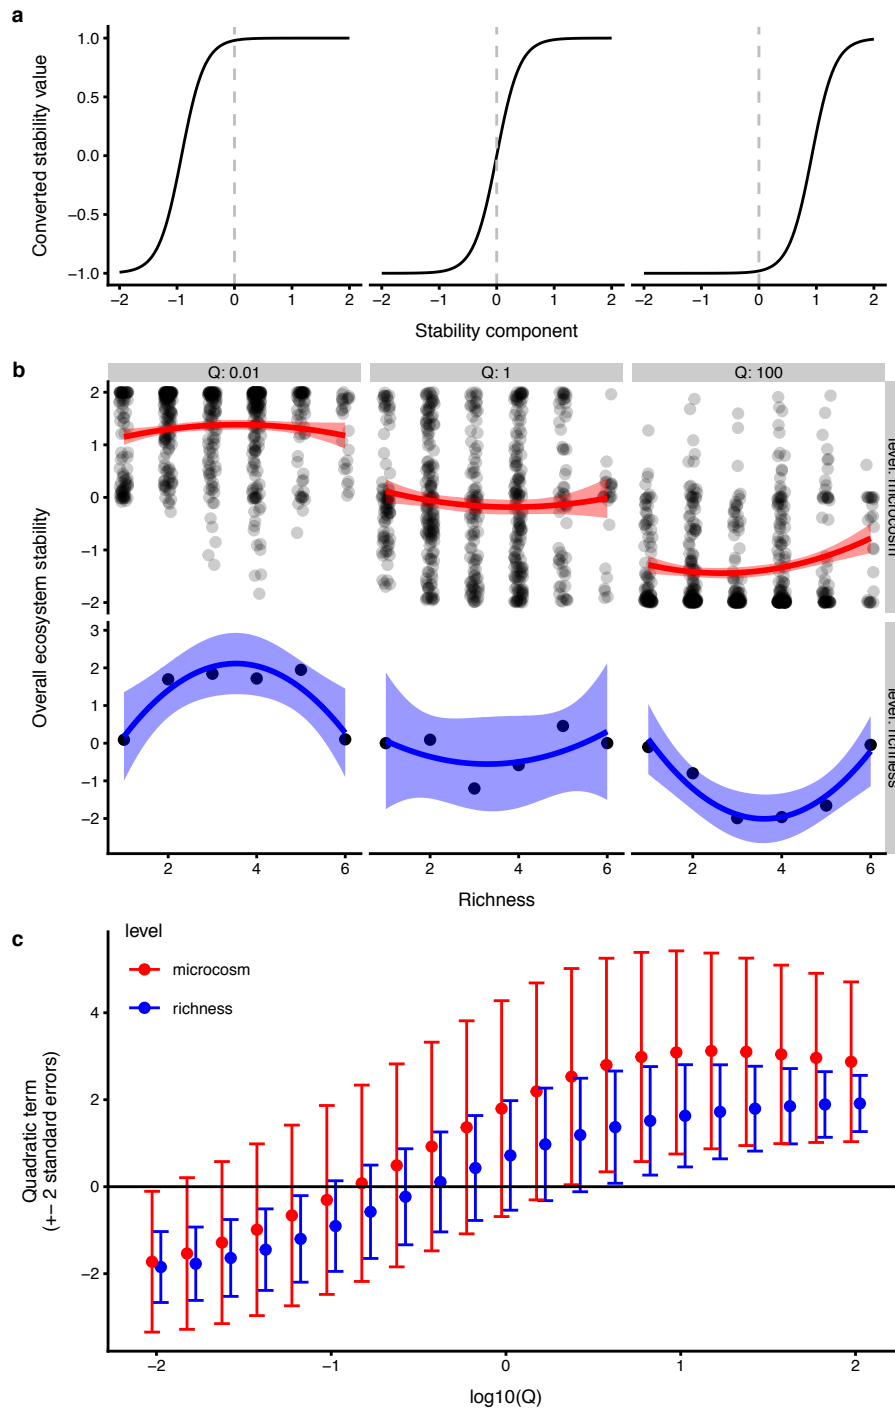 a
Converted stability value
1.0
0.5
0.0
−0.5
−1.0
−2 −1 0 1 2 −2 −1 0 1 2 −2 −1 0 1 2
Stability component
b
Q: 0.01 Q: 1 Q: 100
Overall ecosystem stability
2
1
0
−1
−2
level: microcosm
3
2
1
0
−1
−2
level: richness
2 4 6 2 4 6 2 4 6
Richness
c
level
microcosm
richness
Quadratic term
(+− 2 standard errors)
4
2
0
−2
−2 −1 0 1 2
log10(Q)